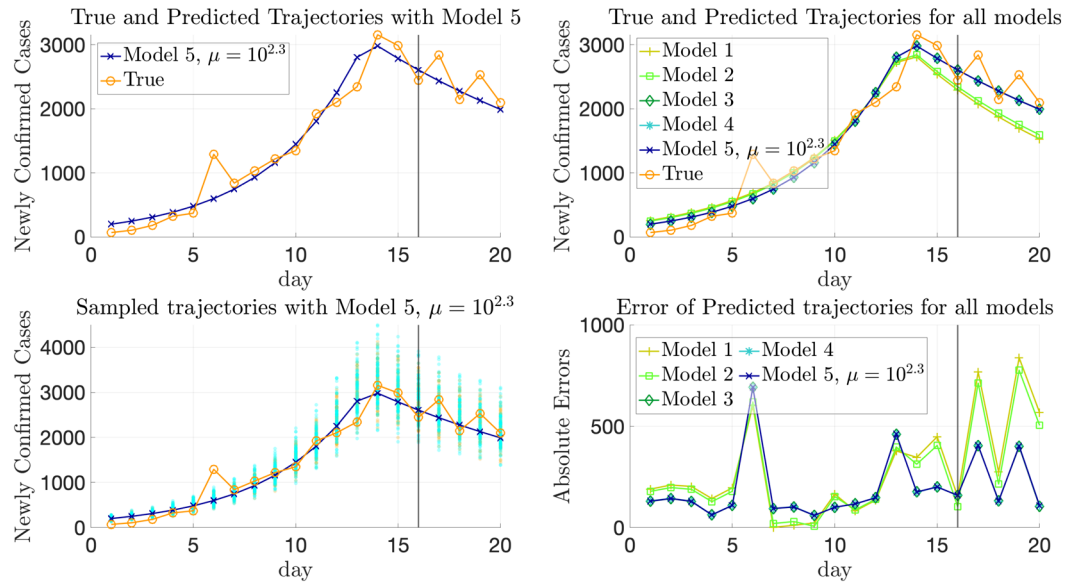 True and Predicted Trajectories with Model 5
Newly Confirmed Cases
3000
2000
1000
0
Model 5, μ = 10^2.3
True
0 5 10 15 20
day
True and Predicted Trajectories for all models
Newly Confirmed Cases
3000
2000
1000
0
Model 1
Model 2
Model 3
Model 4
Model 5, μ = 10^2.3
True
0 5 10 15 20
day
Sampled trajectories with Model 5, μ = 10^2.3
Newly Confirmed Cases
4000
3000
2000
1000
0
0 5 10 15 20
day
Error of Predicted trajectories for all models
Absolute Errors
1000
500
0
Model 1 Model 4
Model 2 Model 5, μ = 10^2.3
Model 3
0 5 10 15 20
day